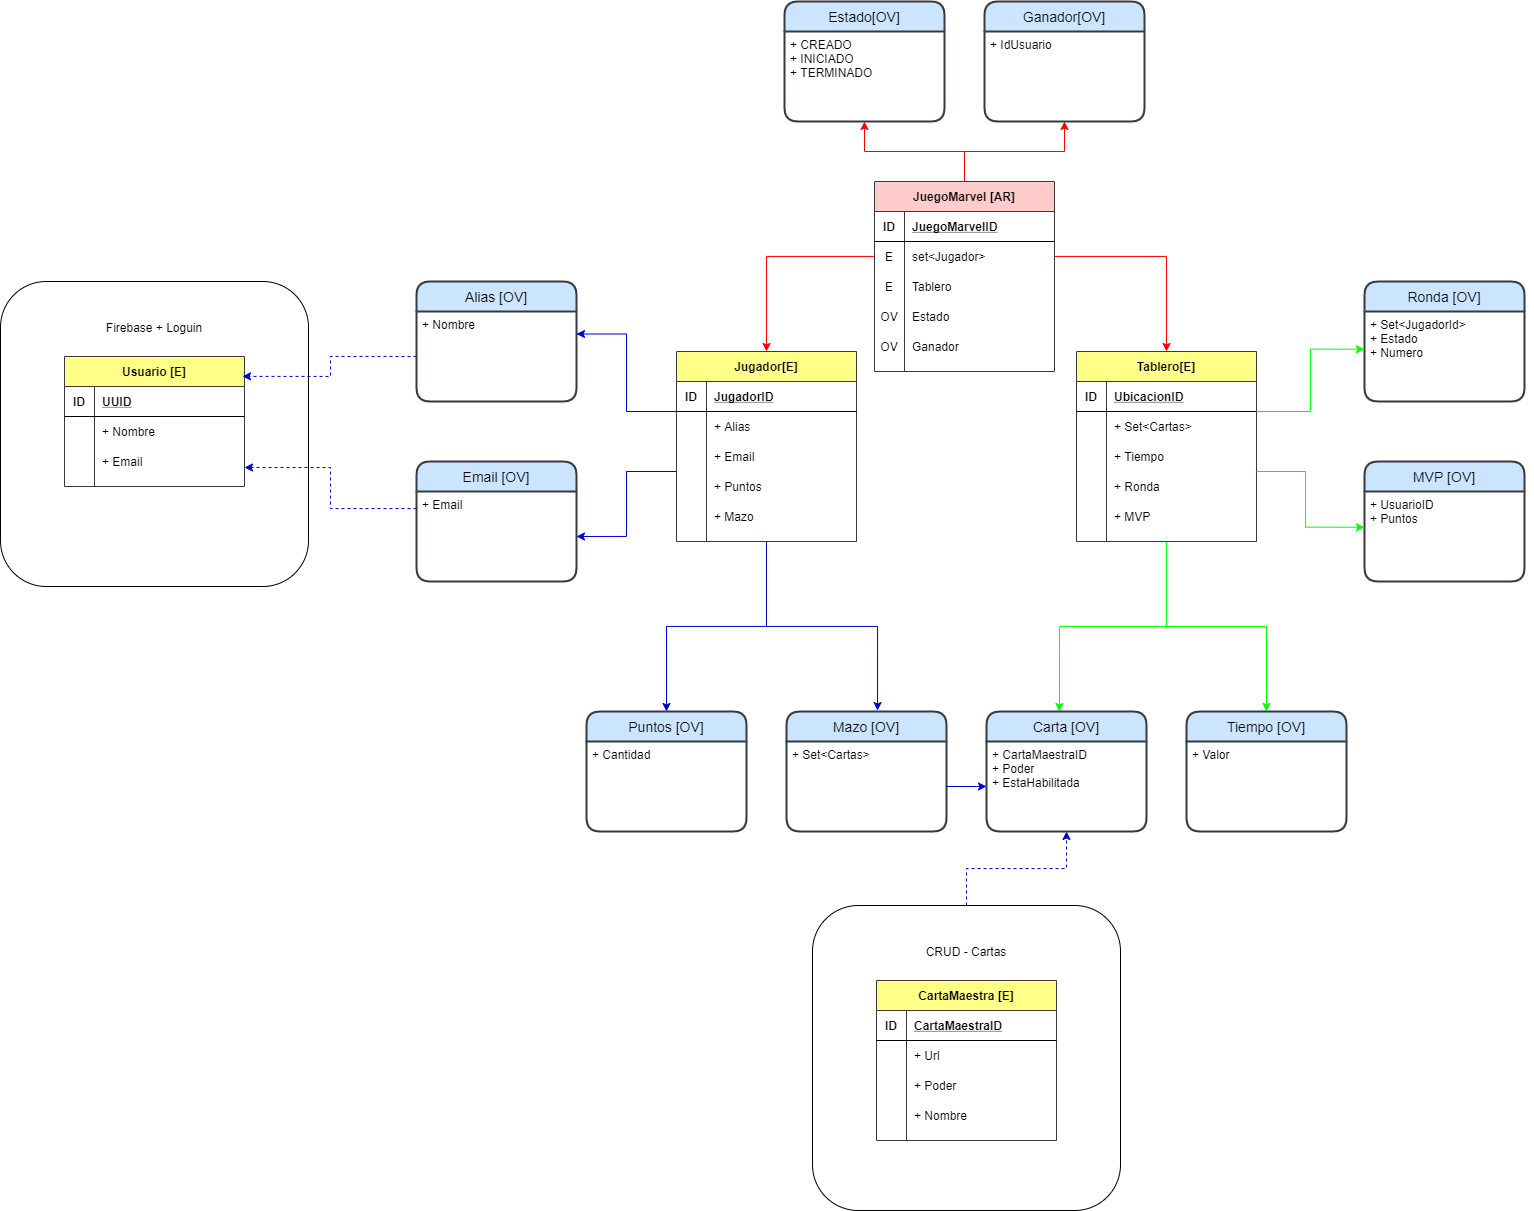 Estado[OV]
+ CREADO
+ INICIADO
+ TERMINADO
Ganador[OV]
+ IdUsuario
JuegoMarvel [AR]
ID JuegoMarvelID
E set<Jugador>
E Tablero
OV Estado
OV Ganador
Firebase + Loguin
Usuario [E]
ID UUID
+ Nombre
+ Email
Alias [OV]
+ Nombre
Email [OV]
+ Email
Jugador[E]
ID JugadorID
+ Alias
+ Email
+ Puntos
+ Mazo
Tablero[E]
ID UbicacionID
+ Set<Cartas>
+ Tiempo
+ Ronda
+ MVP
Ronda [OV]
+ Set<JugadorId>
+ Estado
+ Numero
MVP [OV]
+ UsuarioID
+ Puntos
Puntos [OV]
+ Cantidad
Mazo [OV]
+ Set<Cartas>
Carta [OV]
+ CartaMaestraID
+ Poder
+ EstaHabilitada
Tiempo [OV]
+ Valor
CRUD - Cartas
CartaMaestra [E]
ID CartaMaestraID
+ Url
+ Poder
+ Nombre